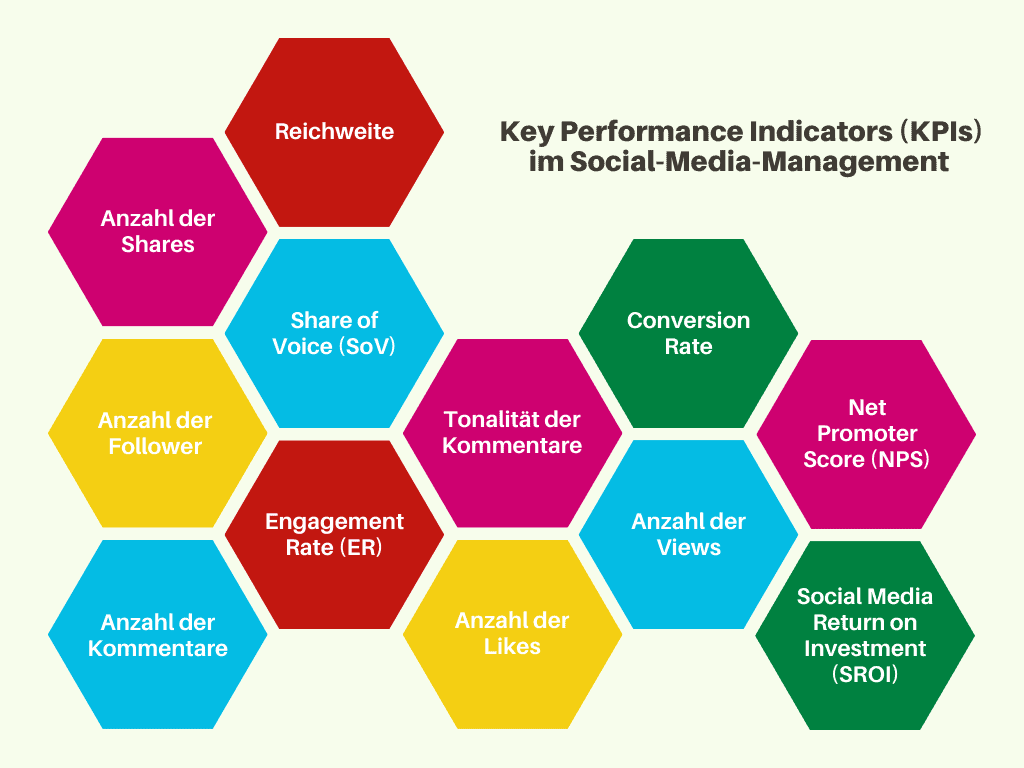 Reichweite
Key Performance Indicators (KPIs)
im Social-Media-Management
Anzahl der
Shares
Share of
Voice (SoV)
Conversion
Rate
Anzahl der
Follower
Tonalität der
Kommentare
Net
Promoter
Score (NPS)
Engagement
Rate (ER)
Anzahl der
Views
Anzahl der
Kommentare
Anzahl der
Likes
Social Media
Return on
Investment
(SROI)